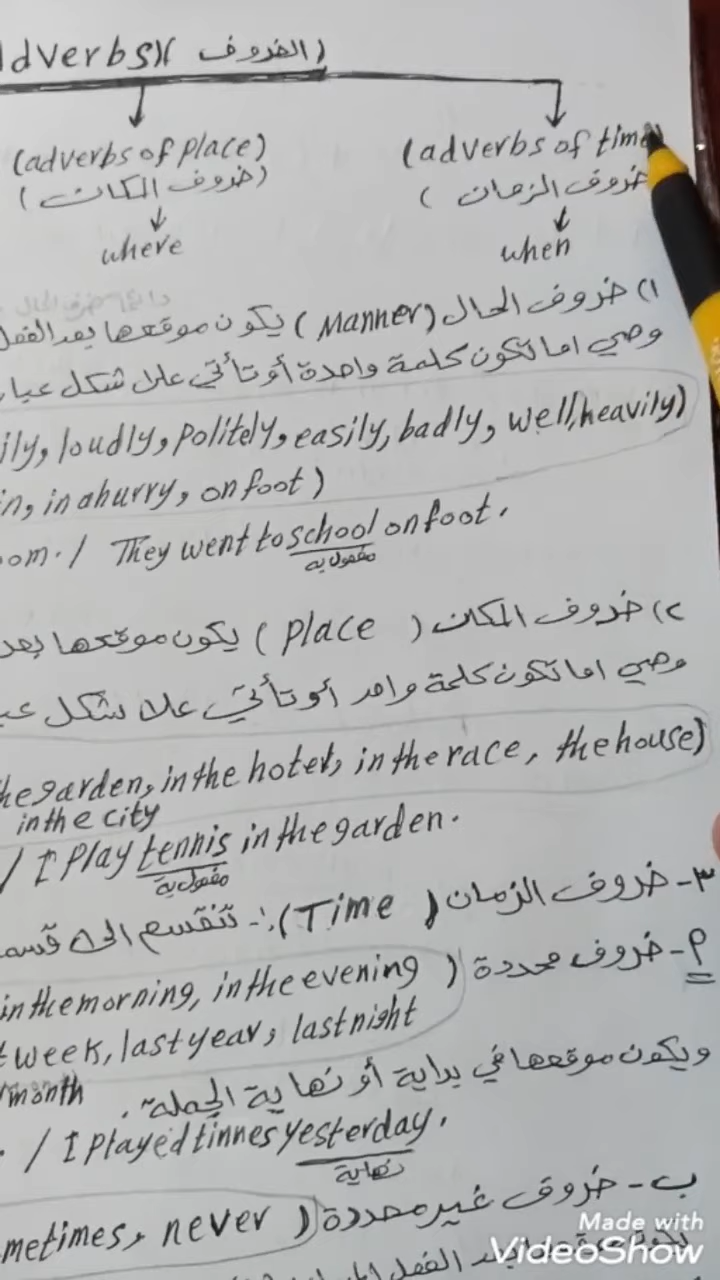 dverbs)( الظروف )
(adverbs of place) (adverbs of time
(ظروف المكان) ظروف الزمان )
where when
١) ظروف الحال (Manner) يكون موقعها بعد الفعل
وهي اما تكون كلمة واحدة أو تأتي على شكل عبا
ily, loudly, politely, easily, badly, well, heavily)
in, in a hurry, on foot)
oom. / They went to school on foot.
مفعول به
٢) ظروف المكان ( place ) يكون موقعها بعد
وهي اما تكون كلمة واحد أو تأتي على شكل عب
he garden, in the hotel, in the race, the house)
in the city
/ I play tennis in the garden.
مفعول به
٣- ظروف الزمان (Time):- تنقسم الى قسم
أ- ظروف محددة ( in the morning, in the evening
t week, last year, last night
/month
ويكون موقعها في بداية أو نهاية الجملة.
. / I played tinnes yesterday.
نهاية
ب- ظروف غير محددة ( metimes, never
الفعل
Made with
VideoShow